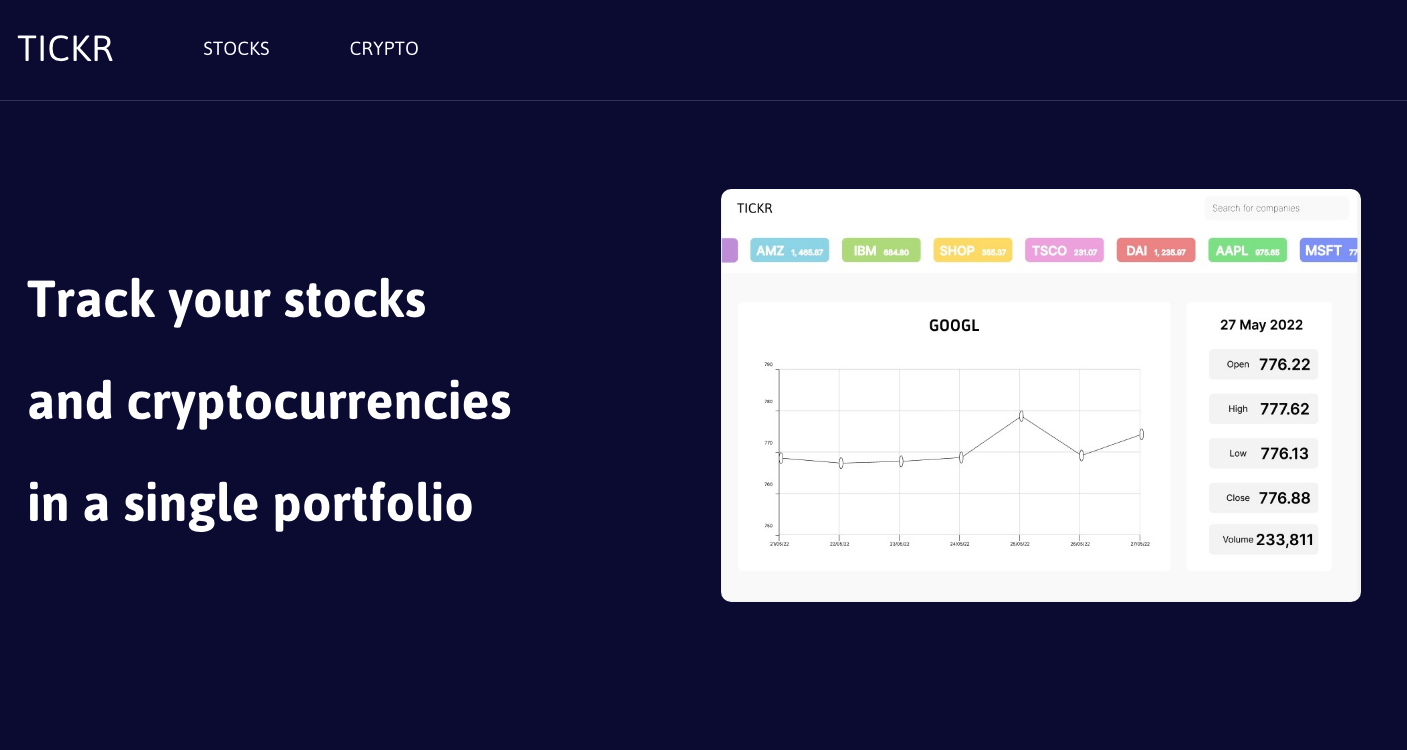 TICKR STOCKS CRYPTO
Track your stocks
and cryptocurrencies
in a single portfolio
TICKR Search for companies
AMZ 1,465.87 IBM 684.90 SHOP 355.37 TSCO 231.07 DAI 1,235.97 AAPL 975.65 MSFT 77
GOOGL
790
780
770
760
21/05/22 22/05/22 23/05/22 24/05/22 25/05/22 26/05/22 27/05/22
27 May 2022
Open 776.22
High 777.62
Low 776.13
Close 776.88
Volume 233,811